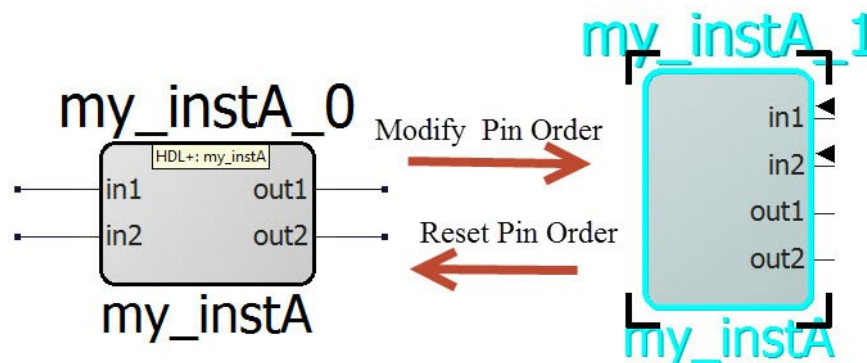 my_instA_0
HDL+: my_instA
in1 out1
in2 out2
my_instA
Modify Pin Order
Reset Pin Order
my_instA_1
in1
in2
out1
out2
my_instA